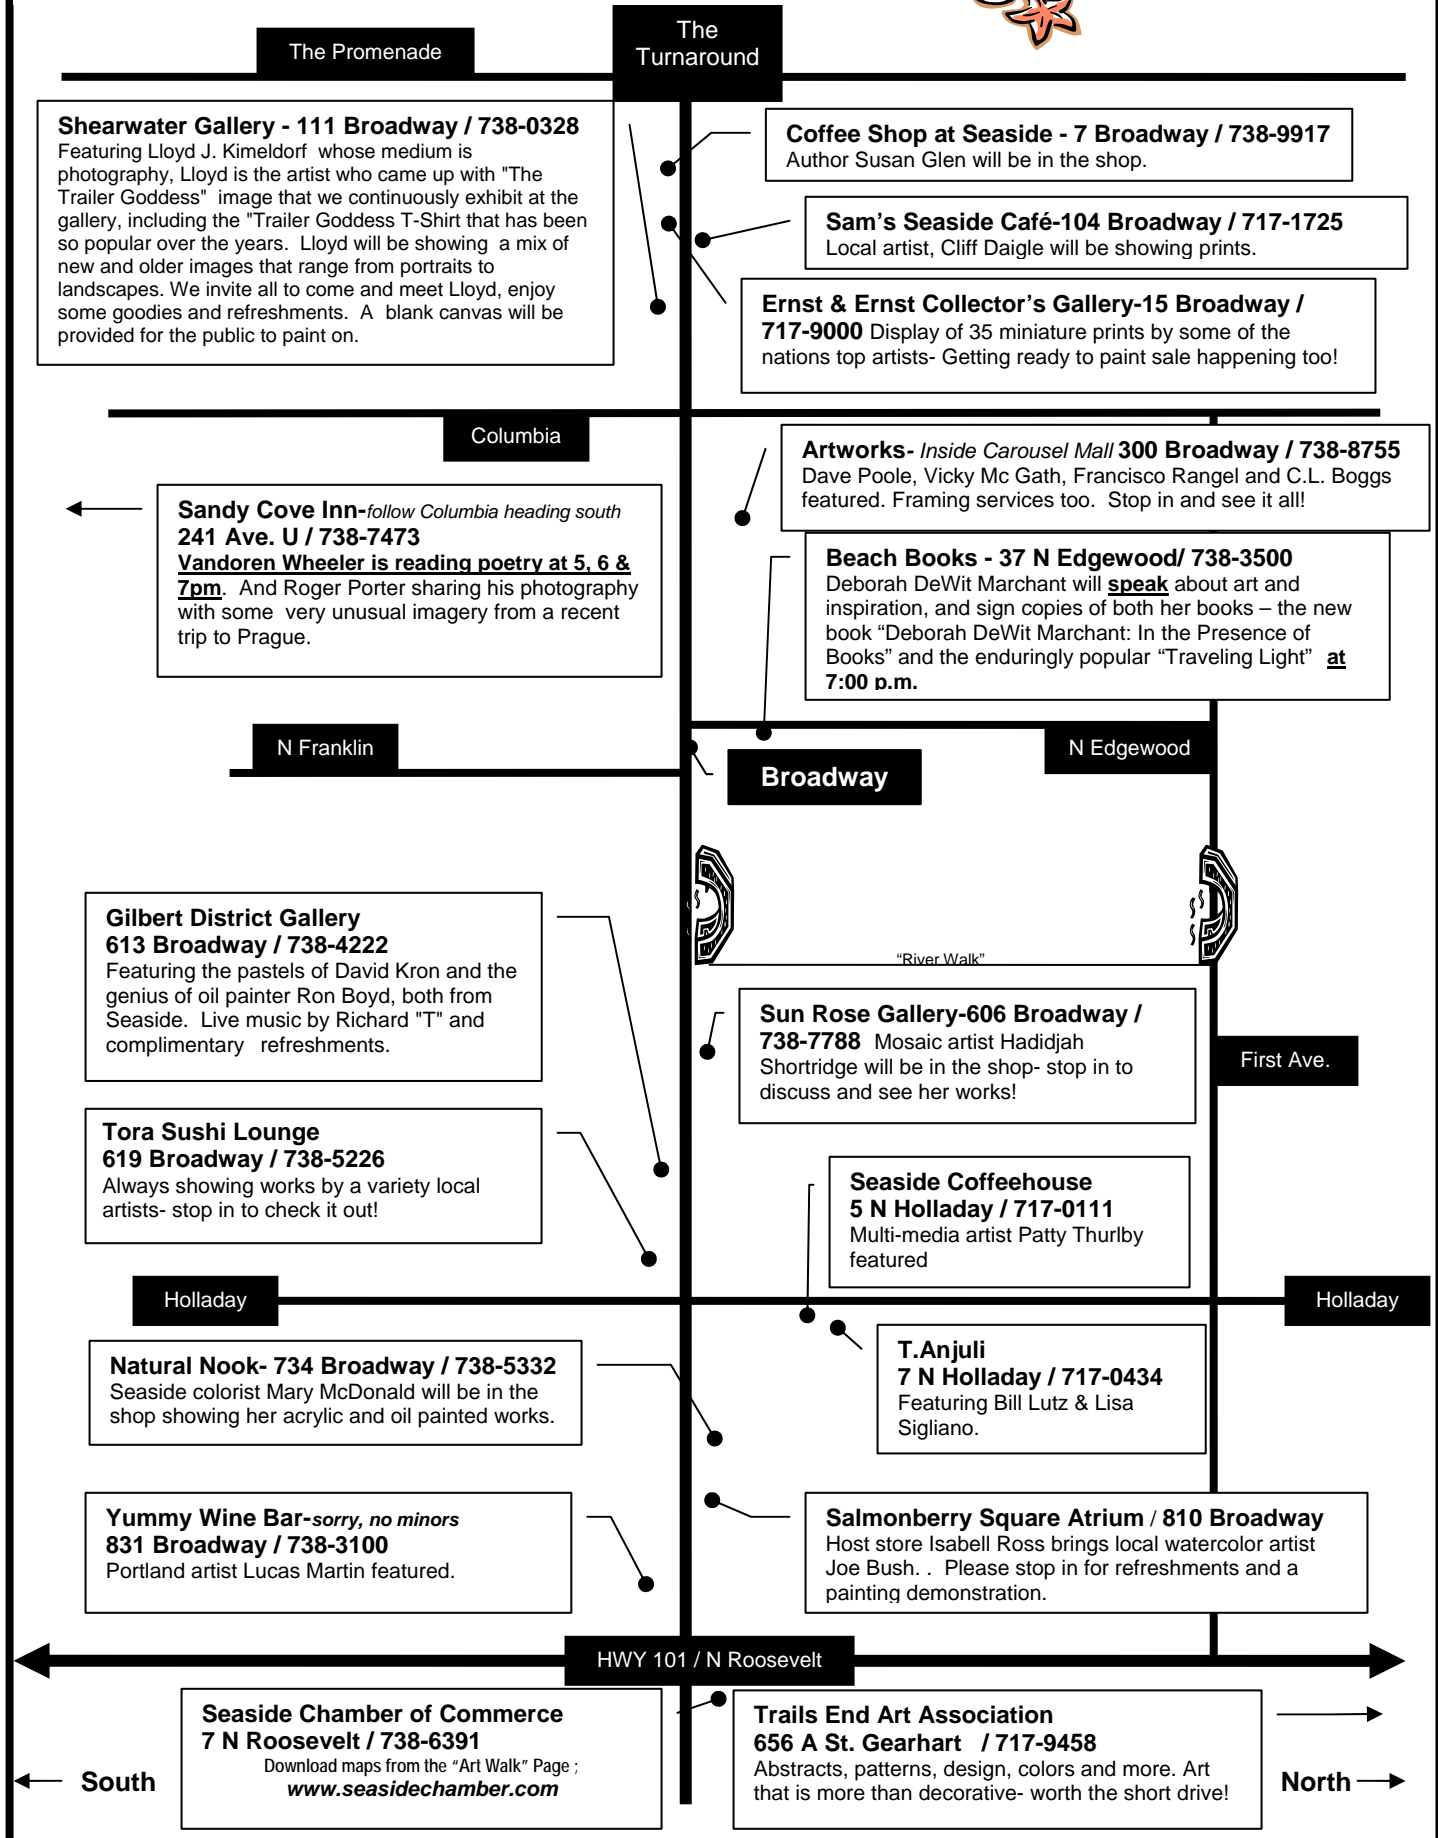 The Promenade
The
Turnaround
Shearwater Gallery - 111 Broadway / 738-0328
Featuring Lloyd J. Kimeldorf whose medium is
photography, Lloyd is the artist who came up with "The
Trailer Goddess" image that we continuously exhibit at the
gallery, including the "Trailer Goddess T-Shirt that has been
so popular over the years. Lloyd will be showing a mix of
new and older images that range from portraits to
landscapes. We invite all to come and meet Lloyd, enjoy
some goodies and refreshments. A blank canvas will be
provided for the public to paint on.
Coffee Shop at Seaside - 7 Broadway / 738-9917
Author Susan Glen will be in the shop.
Sam's Seaside Café-104 Broadway / 717-1725
Local artist, Cliff Daigle will be showing prints.
Ernst & Ernst Collector's Gallery-15 Broadway /
717-9000 Display of 35 miniature prints by some of the
nations top artists- Getting ready to paint sale happening too!
Columbia
Artworks- Inside Carousel Mall 300 Broadway / 738-8755
Dave Poole, Vicky Mc Gath, Francisco Rangel and C.L. Boggs
featured. Framing services too. Stop in and see it all!
Sandy Cove Inn-follow Columbia heading south
241 Ave. U / 738-7473
Vandoren Wheeler is reading poetry at 5, 6 &
7pm. And Roger Porter sharing his photography
with some very unusual imagery from a recent
trip to Prague.
Beach Books - 37 N Edgewood/ 738-3500
Deborah DeWit Marchant will speak about art and
inspiration, and sign copies of both her books – the new
book “Deborah DeWit Marchant: In the Presence of
Books” and the enduringly popular “Traveling Light” at
7:00 p.m.
N Franklin
N Edgewood
Broadway
Gilbert District Gallery
613 Broadway / 738-4222
Featuring the pastels of David Kron and the
genius of oil painter Ron Boyd, both from
Seaside. Live music by Richard "T" and
complimentary refreshments.
“River Walk”
Sun Rose Gallery-606 Broadway /
738-7788 Mosaic artist Hadidjah
Shortridge will be in the shop- stop in to
discuss and see her works!
First Ave.
Tora Sushi Lounge
619 Broadway / 738-5226
Always showing works by a variety local
artists- stop in to check it out!
Seaside Coffeehouse
5 N Holladay / 717-0111
Multi-media artist Patty Thurlby
featured
Holladay
Holladay
Natural Nook- 734 Broadway / 738-5332
Seaside colorist Mary McDonald will be in the
shop showing her acrylic and oil painted works.
T.Anjuli
7 N Holladay / 717-0434
Featuring Bill Lutz & Lisa
Sigliano.
Yummy Wine Bar-sorry, no minors
831 Broadway / 738-3100
Portland artist Lucas Martin featured.
Salmonberry Square Atrium / 810 Broadway
Host store Isabell Ross brings local watercolor artist
Joe Bush. . Please stop in for refreshments and a
painting demonstration.
HWY 101 / N Roosevelt
Seaside Chamber of Commerce
7 N Roosevelt / 738-6391
Download maps from the “Art Walk” Page ;
www.seasidechamber.com
Trails End Art Association
656 A St. Gearhart / 717-9458
Abstracts, patterns, design, colors and more. Art
that is more than decorative- worth the short drive!
South
North